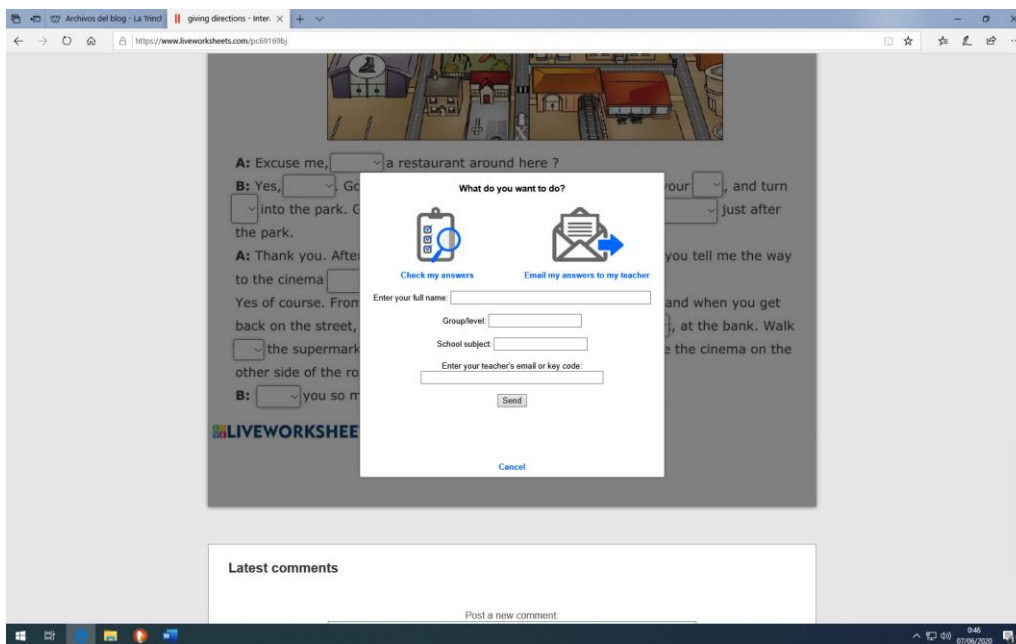 Archivos del blog - La Trind
giving directions - Inter
https://www.liveworksheets.com/pc69169bj
A: Excuse me, a restaurant around here ?
B: Yes, . Go your , and turn
into the park. G just after
the park.
A: Thank you. After you tell me the way
to the cinema
Yes of course. From and when you get
back on the street, , at the bank. Walk
the supermark e the cinema on the
other side of the ro
B: you so m
LIVEWORKSHEE
What do you want to do?
Check my answers
Email my answers to my teacher
Enter your full name:
Group/level:
School subject:
Enter your teacher's email or key code:
Send
Cancel
Latest comments
Post a new comment:
0:46
07/06/2020